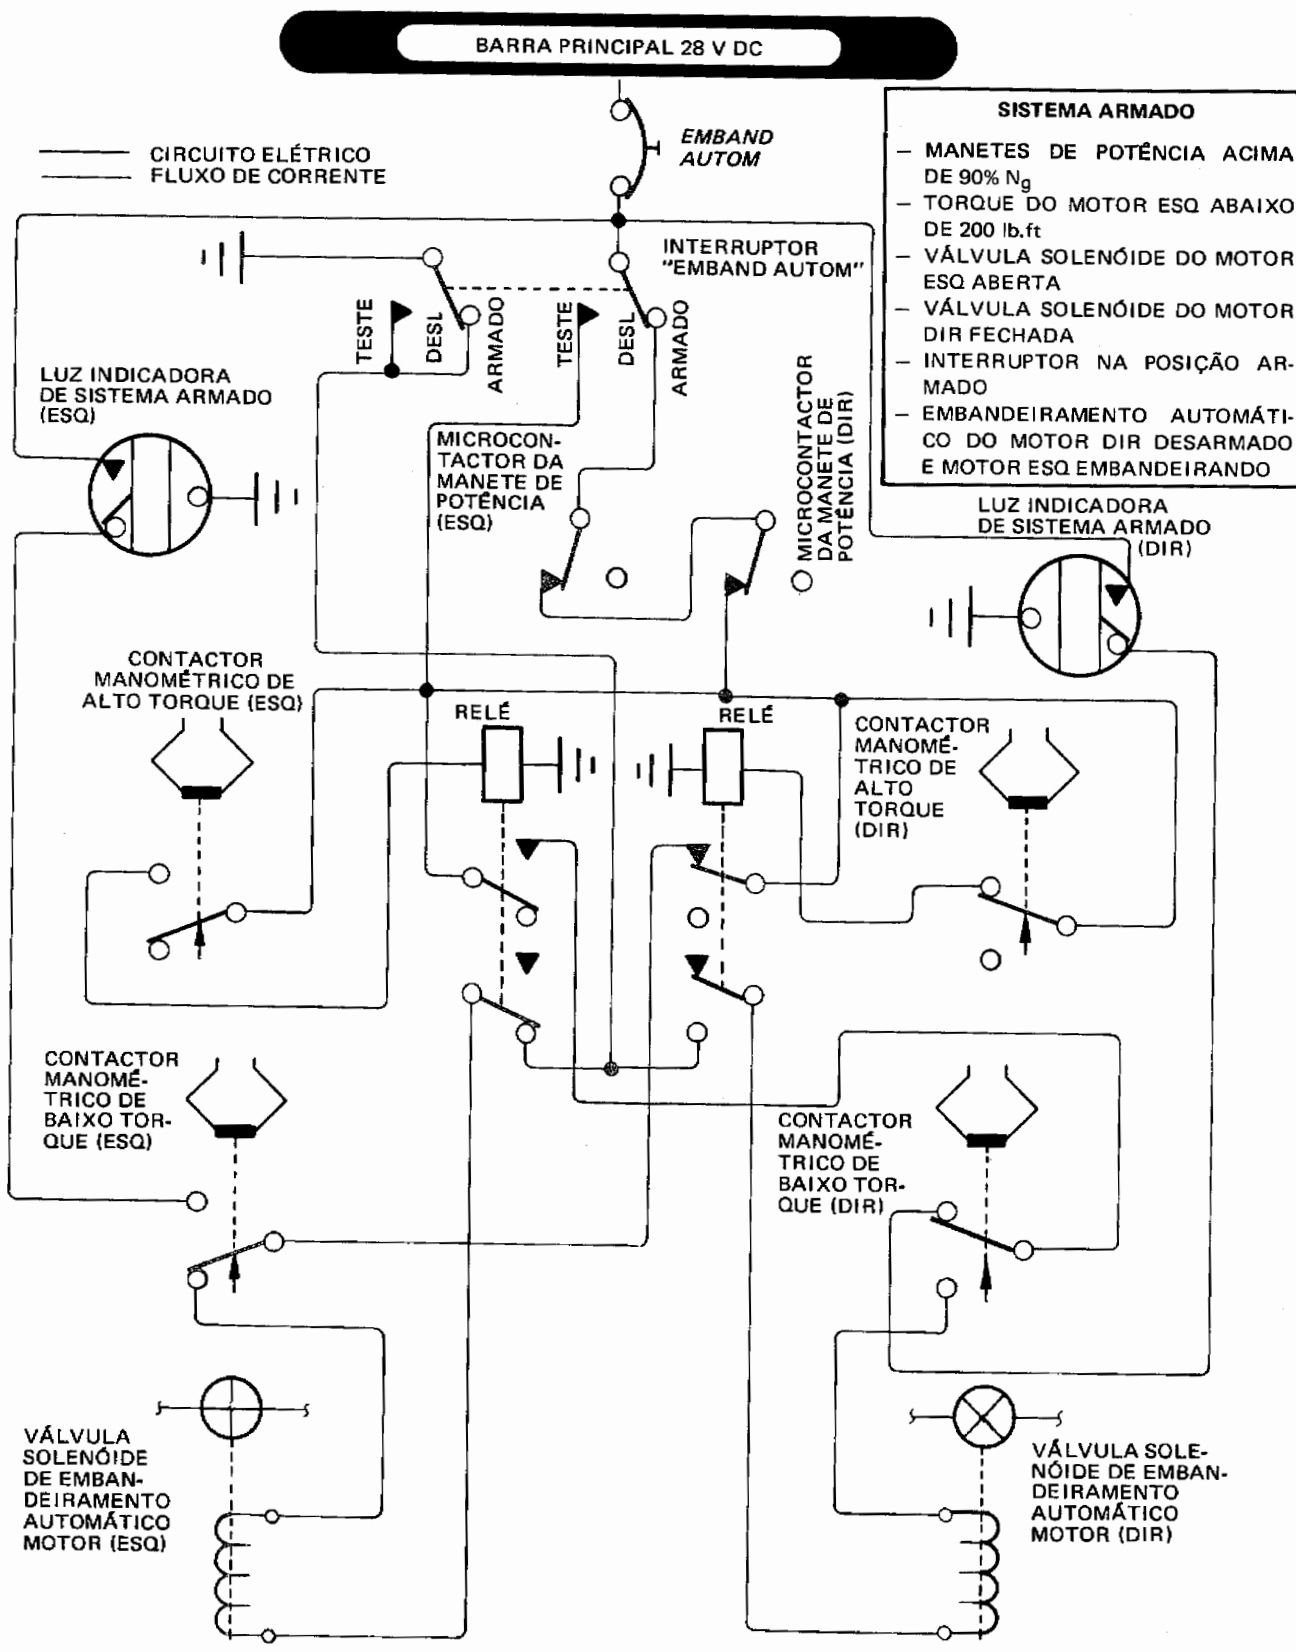 BARRA PRINCIPAL 28 V DC
EMBAND
AUTOM
CIRCUITO ELÉTRICO
FLUXO DE CORRENTE
SISTEMA ARMADO
– MANETES DE POTÊNCIA ACIMA
DE 90% Ng
– TORQUE DO MOTOR ESQ ABAIXO
DE 200 lb.ft
– VÁLVULA SOLENÓIDE DO MOTOR
ESQ ABERTA
– VÁLVULA SOLENÓIDE DO MOTOR
DIR FECHADA
– INTERRUPTOR NA POSIÇÃO AR-
MADO
– EMBANDEIRAMENTO AUTOMÁTI-
CO DO MOTOR DIR DESARMADO
E MOTOR ESQ EMBANDEIRANDO
INTERRUPTOR
"EMBAND AUTOM"
TESTE
DESL
ARMADO
TESTE
DESL
ARMADO
LUZ INDICADORA
DE SISTEMA ARMADO
(ESQ)
MICROCON-
TACTOR DA
MANETE DE
POTÊNCIA
(ESQ)
MICROCONTACTOR
DA MANETE DE
POTÊNCIA (DIR)
LUZ INDICADORA
DE SISTEMA ARMADO
(DIR)
CONTACTOR
MANOMÉTRICO DE
ALTO TORQUE (ESQ)
RELÉ
RELÉ
CONTACTOR
MANOMÉ-
TRICO DE
ALTO
TORQUE
(DIR)
CONTACTOR
MANOMÉ-
TRICO DE
BAIXO TOR-
QUE (ESQ)
CONTACTOR
MANOMÉ-
TRICO DE
BAIXO TOR-
QUE (DIR)
VÁLVULA
SOLENÓIDE
DE EMBAN-
DEIRAMENTO
AUTOMÁTICO
MOTOR (ESQ)
VÁLVULA SOLE-
NÓIDE DE EMBAN-
DEIRAMENTO
AUTOMÁTICO
MOTOR (DIR)